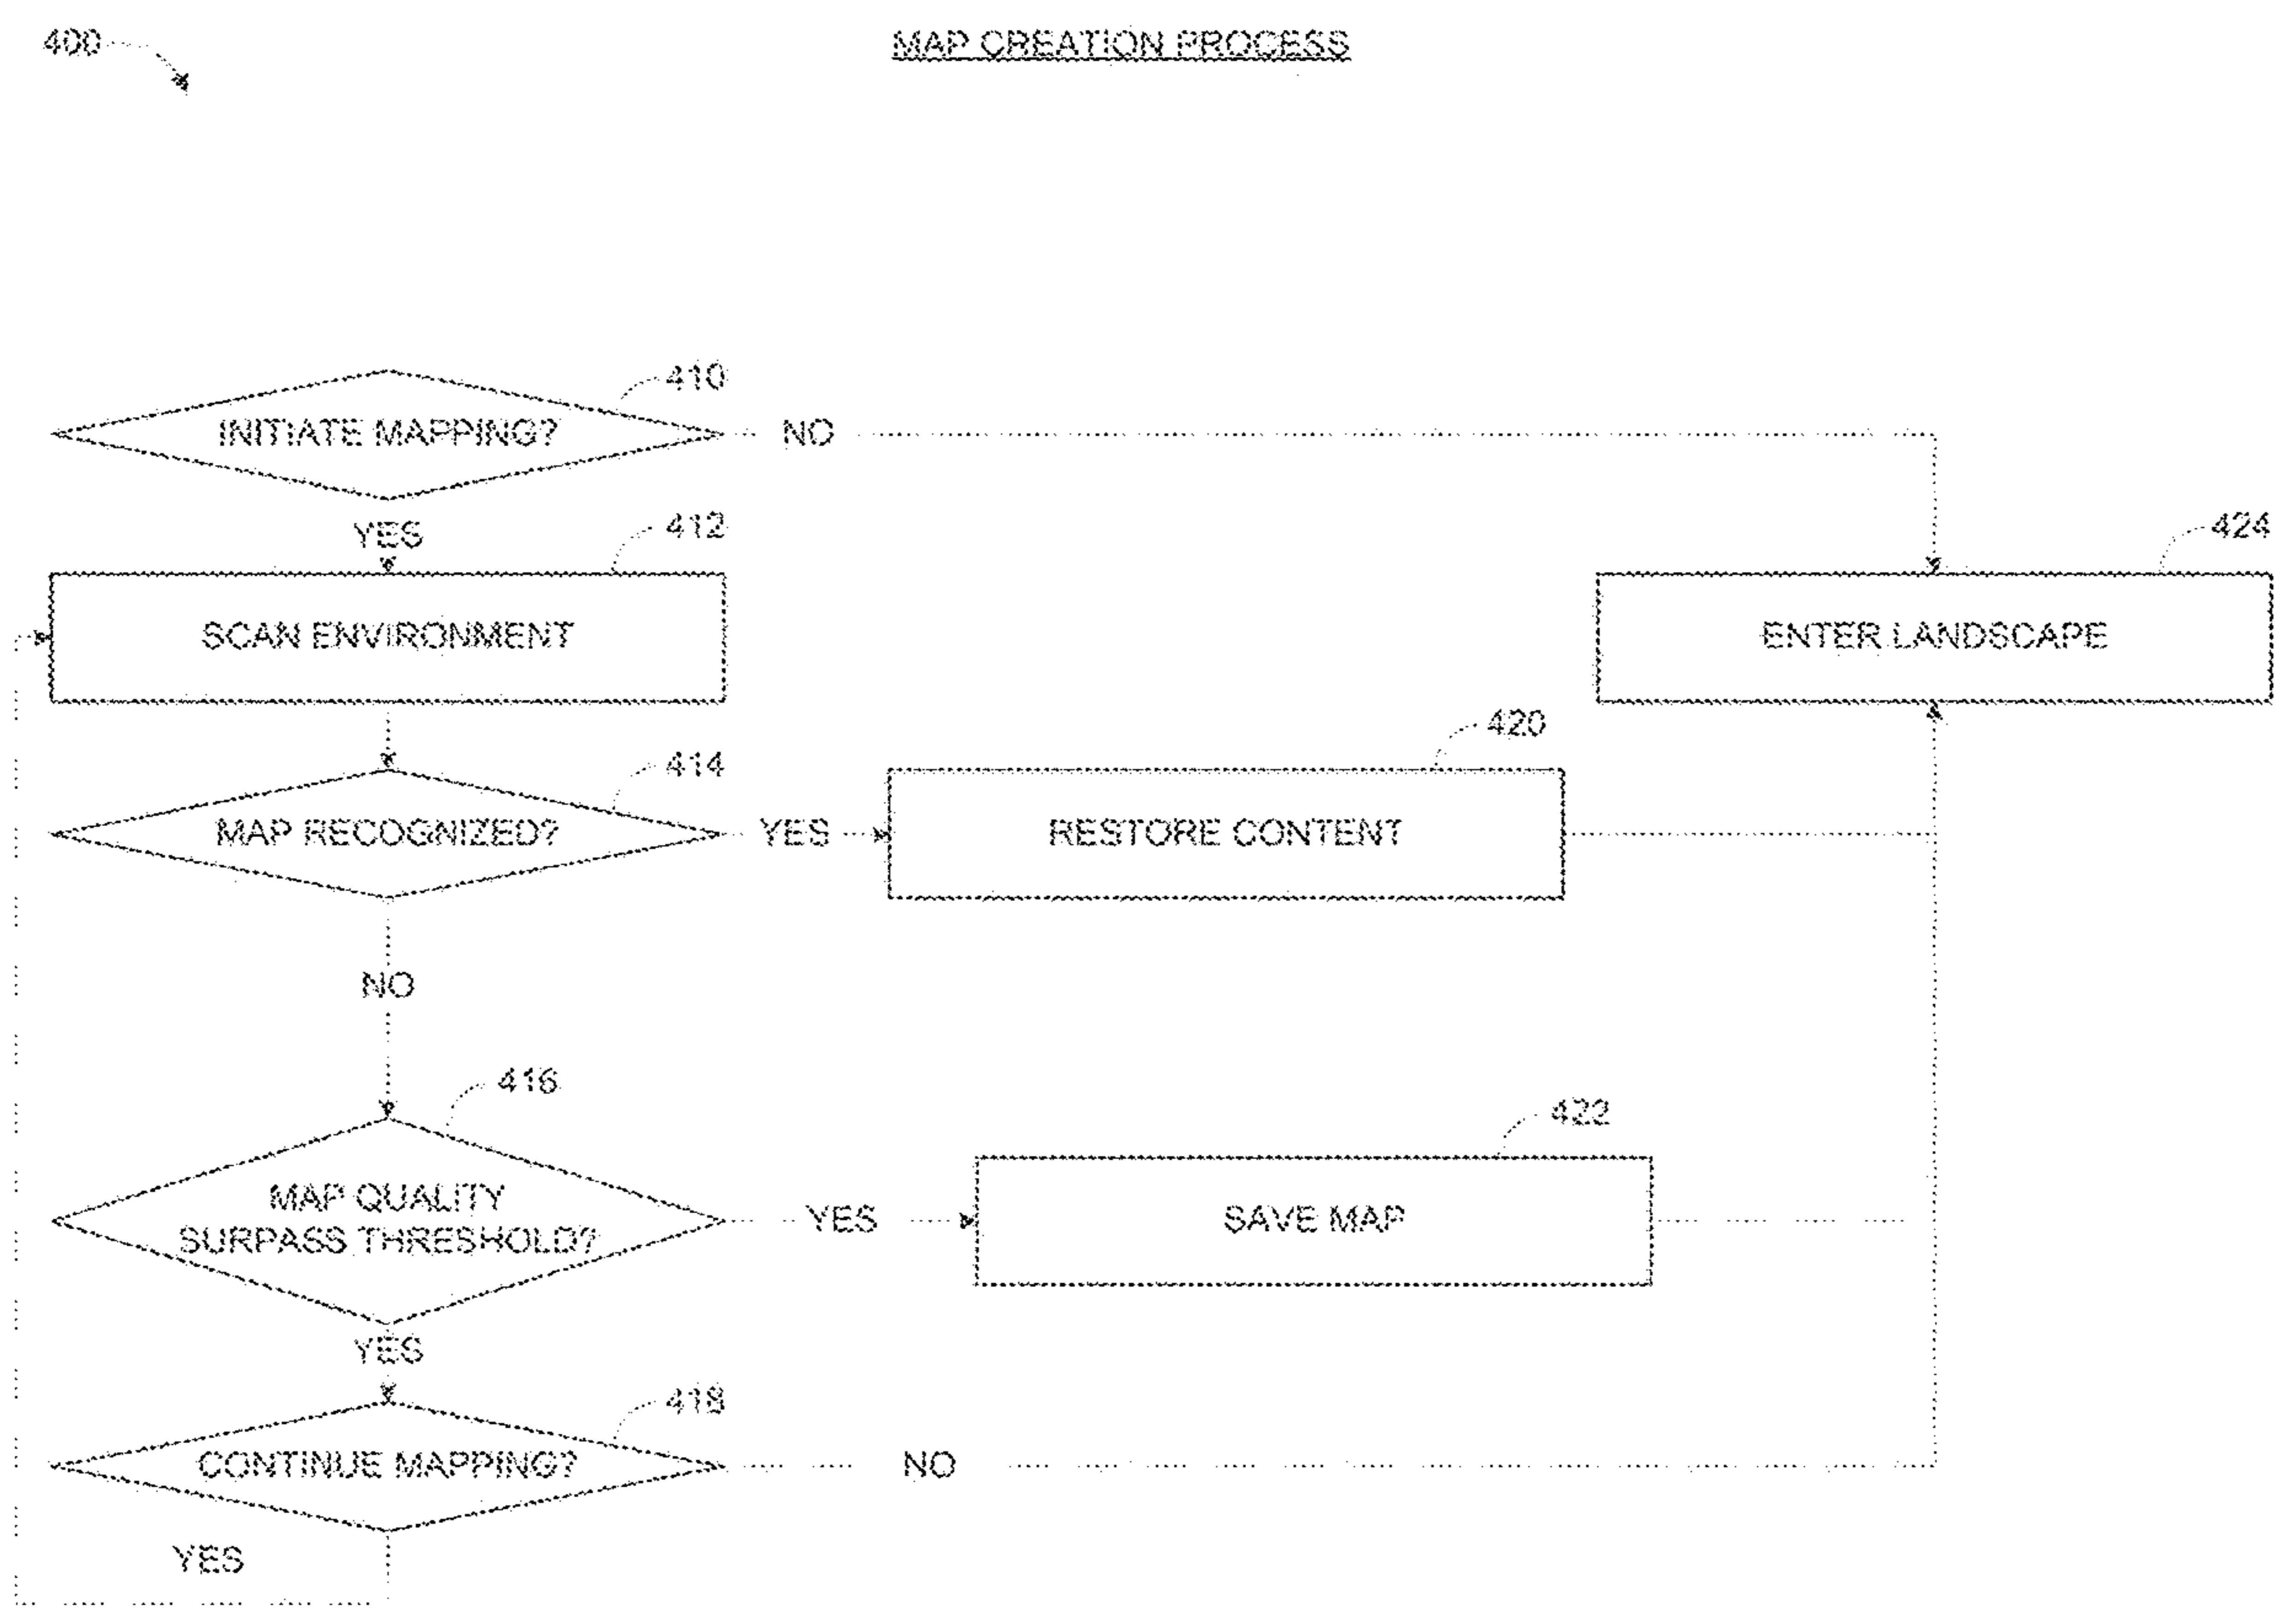 400
MAP CREATION PROCESS
410
INITIATE MAPPING?
NO
YES
412
424
SCAN ENVIRONMENT
ENTER LANDSCAPE
420
414
MAP RECOGNIZED?
YES
RESTORE CONTENT
NO
416
422
MAP QUALITY
SURPASS THRESHOLD?
YES
SAVE MAP
YES
418
CONTINUE MAPPING?
NO
YES